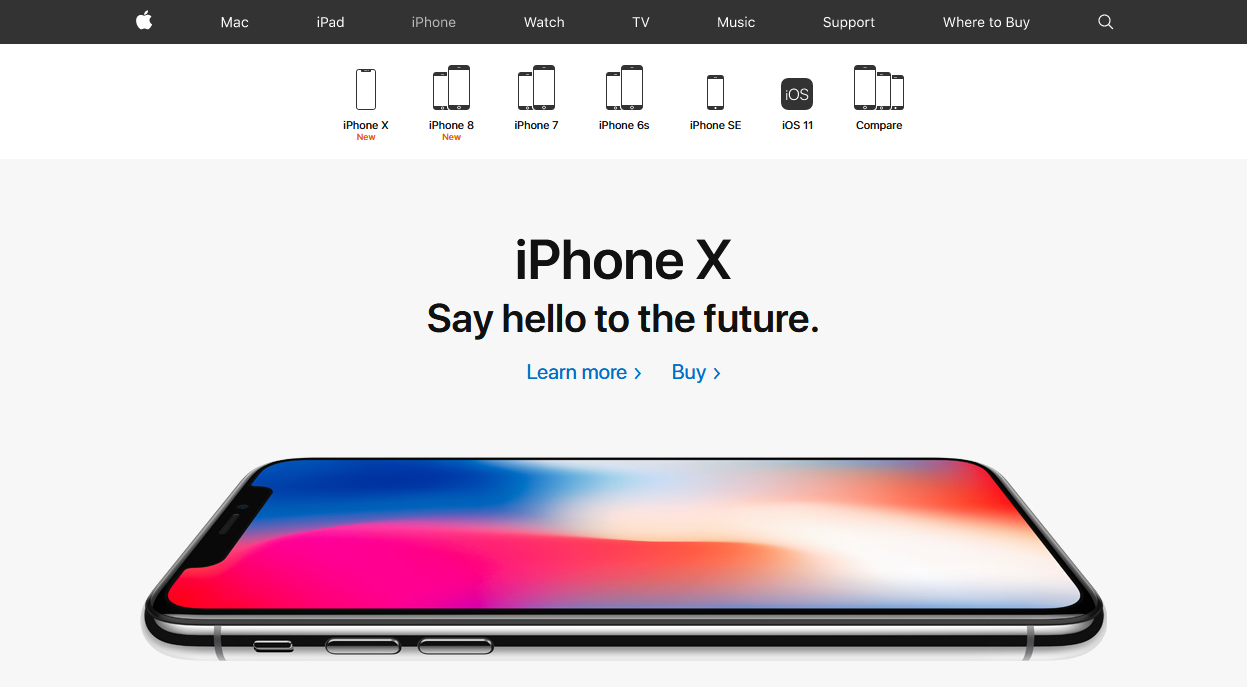 Mac iPad iPhone Watch TV Music Support Where to Buy
iOS
iPhone X iPhone 8 iPhone 7 iPhone 6s iPhone SE iOS 11 Compare
New New
iPhone X
Say hello to the future.
Learn more > Buy >